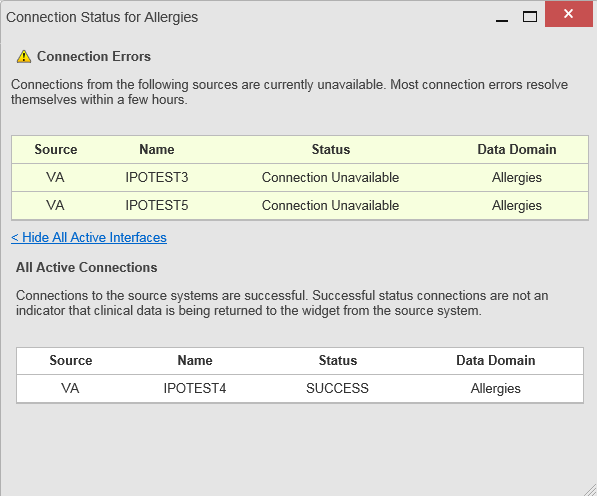 Connection Status for Allergies
Connection Errors
Connections from the following sources are currently unavailable. Most connection errors resolve
themselves within a few hours.
Source Name Status Data Domain
VA IPOTEST3 Connection Unavailable Allergies
VA IPOTEST5 Connection Unavailable Allergies
< Hide All Active Interfaces
All Active Connections
Connections to the source systems are successful. Successful status connections are not an
indicator that clinical data is being returned to the widget from the source system.
Source Name Status Data Domain
VA IPOTEST4 SUCCESS Allergies